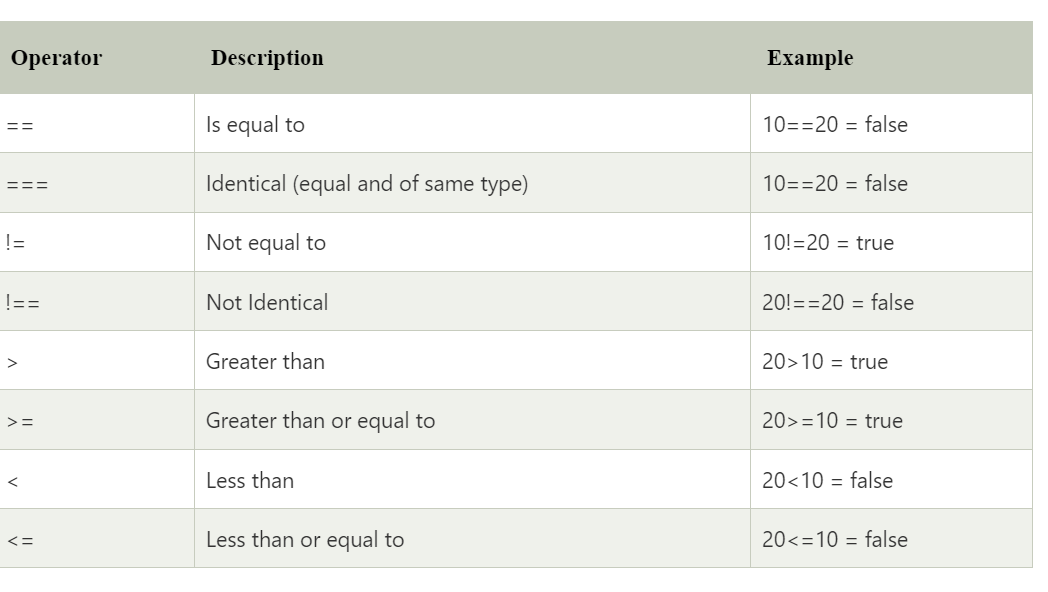 Operator Description Example
== Is equal to 10==20 = false
=== Identical (equal and of same type) 10==20 = false
!= Not equal to 10!=20 = true
!== Not Identical 20!==20 = false
> Greater than 20>10 = true
>= Greater than or equal to 20>=10 = true
< Less than 20<10 = false
<= Less than or equal to 20<=10 = false